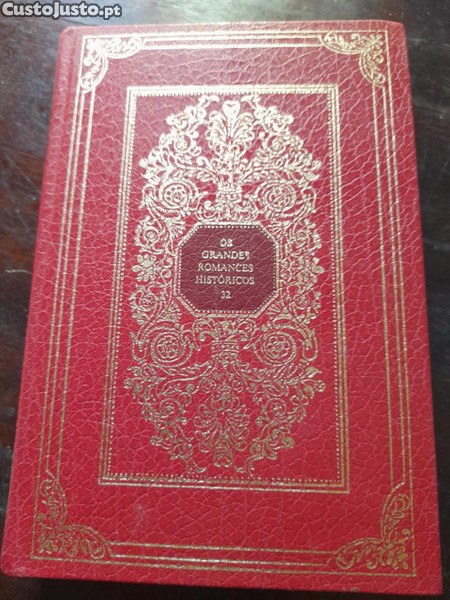 CustoJusto.pt
OS
GRANDES
ROMANCES
HISTÓRICOS
32